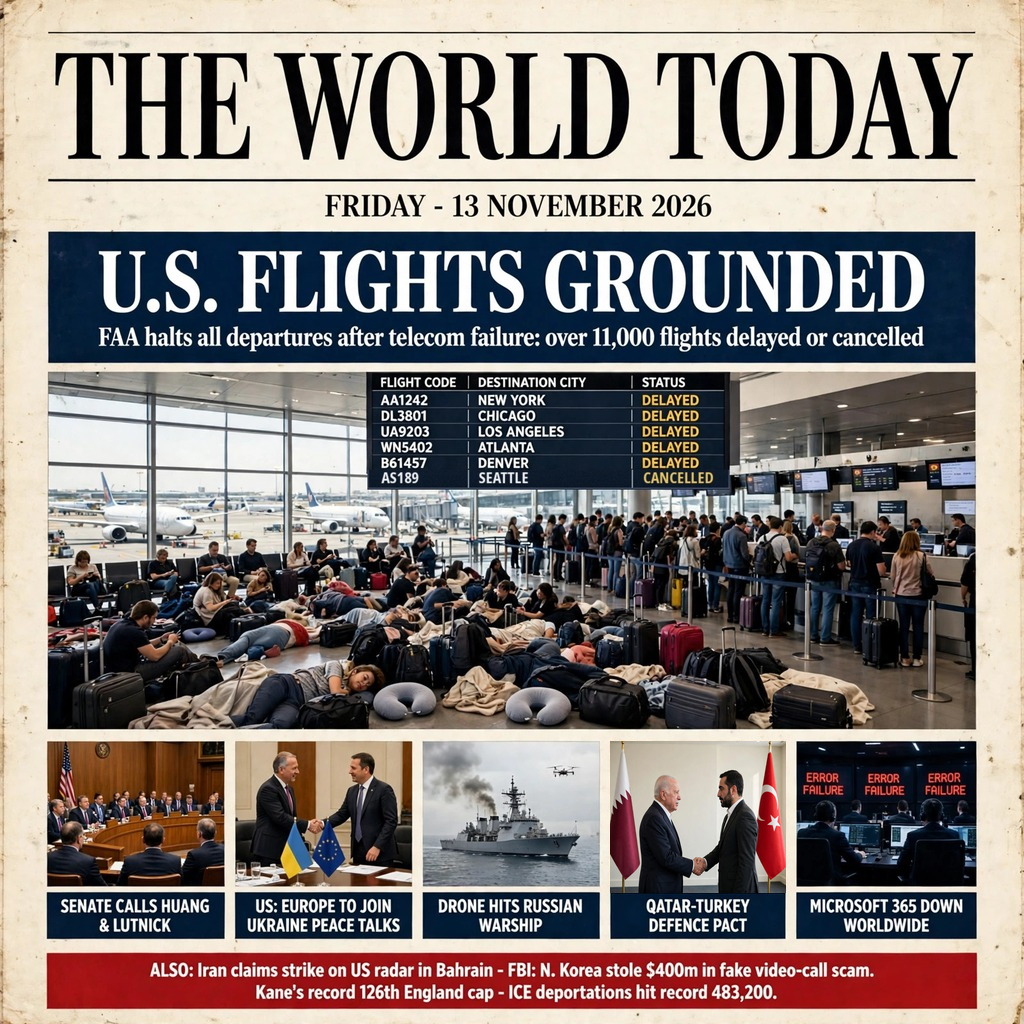 THE WORLD TODAY
FRIDAY - 13 NOVEMBER 2026
U.S. FLIGHTS GROUNDED
FAA halts all departures after telecom failure: over 11,000 flights delayed or cancelled
FLIGHT CODE | DESTINATION CITY | STATUS
AA1242 | NEW YORK | DELAYED
DL3801 | CHICAGO | DELAYED
UA9203 | LOS ANGELES | DELAYED
WN5402 | ATLANTA | DELAYED
B61457 | DENVER | DELAYED
AS189 | SEATTLE | CANCELLED
ERROR FAILURE
ERROR FAILURE
ERROR FAILURE
SENATE CALLS HUANG
& LUTNICK
US: EUROPE TO JOIN
UKRAINE PEACE TALKS
DRONE HITS RUSSIAN
WARSHIP
QATAR-TURKEY
DEFENCE PACT
MICROSOFT 365 DOWN
WORLDWIDE
ALSO: Iran claims strike on US radar in Bahrain - FBI: N. Korea stole $400m in fake video-call scam.
Kane's record 126th England cap - ICE deportations hit record 483,200.